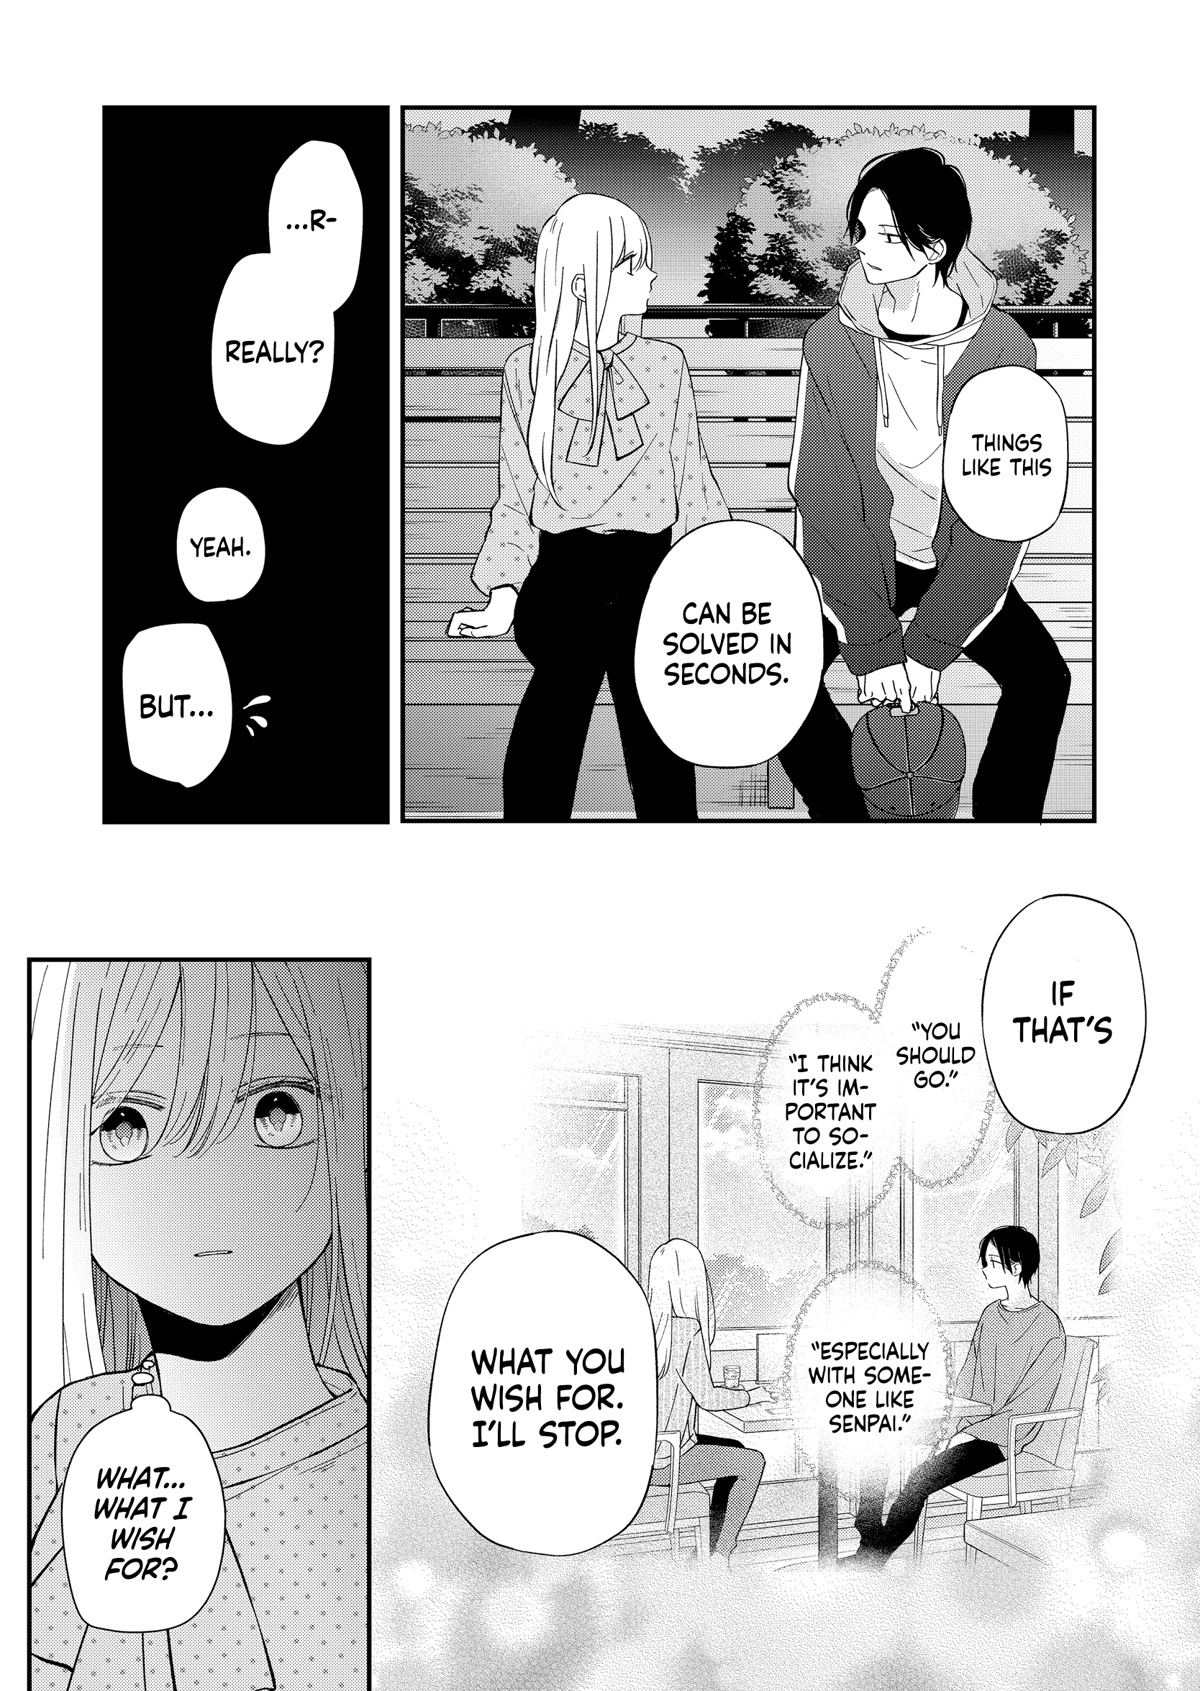 THINGS
LIKE THIS
CAN BE
SOLVED IN
SECONDS.
...R-
REALLY?
YEAH.
BUT...
IF
THAT'S
"YOU
SHOULD
GO."
"I THINK
IT'S IM-
PORTANT
TO SO-
CIALIZE."
"ESPECIALLY
WITH SOME-
ONE LIKE
SENPAI."
WHAT YOU
WISH FOR.
I'LL STOP.
WHAT...
WHAT I
WISH
FOR?